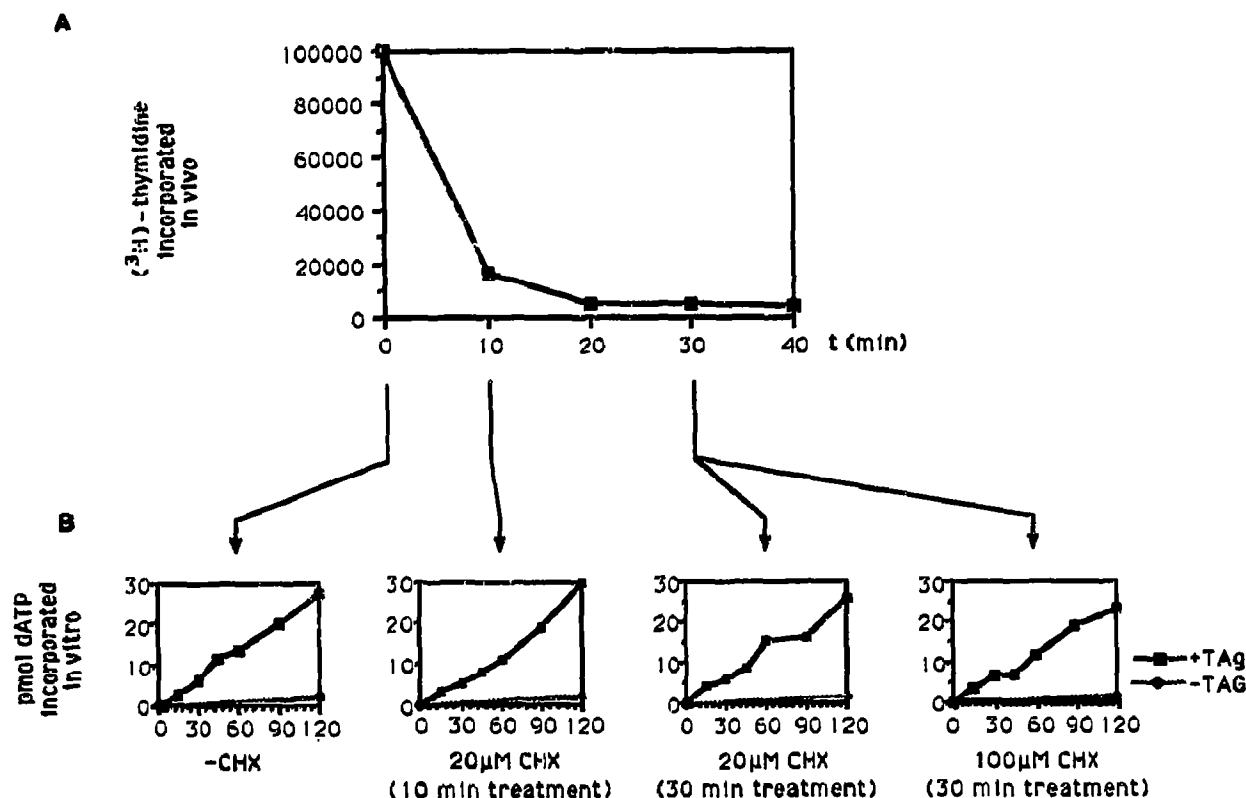 A
(³H) - thymidine
incorporated
in vivo
100000
80000
60000
40000
20000
0
0 10 20 30 40 t (min)
B
pmol dATP
incorporated
in vitro
30
20
10
0
0 30 60 90 120
-CHX
30
20
10
0
0 30 60 90 120
20µM CHX
(10 min treatment)
30
20
10
0
0 30 60 90 120
20µM CHX
(30 min treatment)
30
20
10
0
0 30 60 90 120
100µM CHX
(30 min treatment)
+TAg
-TAG